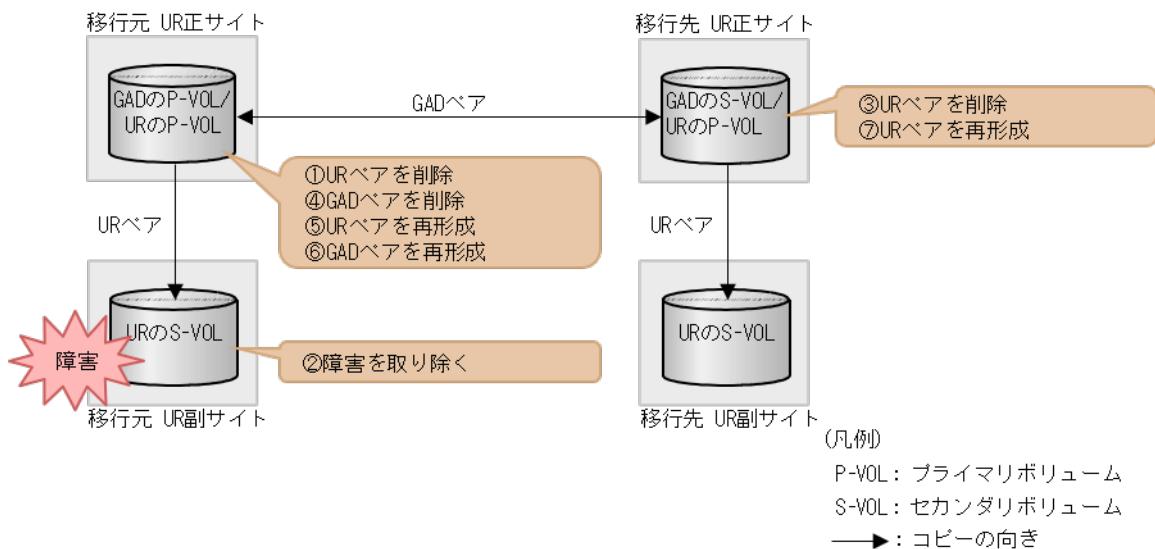 移行元 UR正サイト
移行先 UR正サイト
GADのP-VOL/
URのP-VOL
GADペア
GADのS-VOL/
URのP-VOL
③URペアを削除
⑦URペアを再形成
①URペアを削除
④GADペアを削除
⑤URペアを再形成
⑥GADペアを再形成
URペア
URペア
障害
URのS-VOL
②障害を取り除く
URのS-VOL
移行元 UR副サイト
移行先 UR副サイト
(凡例)
P-VOL: プライマリボリューム
S-VOL: セカンダリボリューム
: コピーの向き